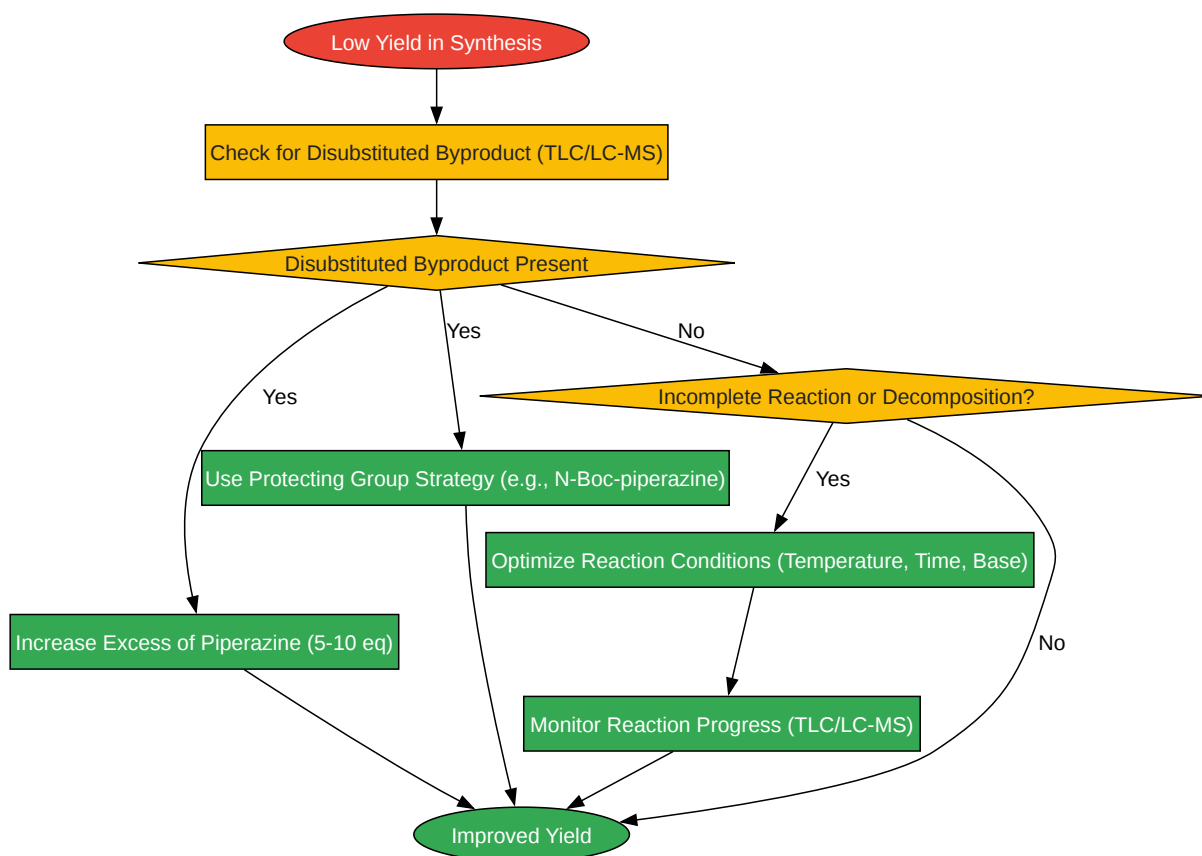 Low Yield in Synthesis
Check for Disubstituted Byproduct (TLC/LC-MS)
Disubstituted Byproduct Present
Yes
No
Yes
Incomplete Reaction or Decomposition?
Use Protecting Group Strategy (e.g., N-Boc-piperazine)
Yes
Optimize Reaction Conditions (Temperature, Time, Base)
Increase Excess of Piperazine (5-10 eq)
No
Monitor Reaction Progress (TLC/LC-MS)
Improved Yield